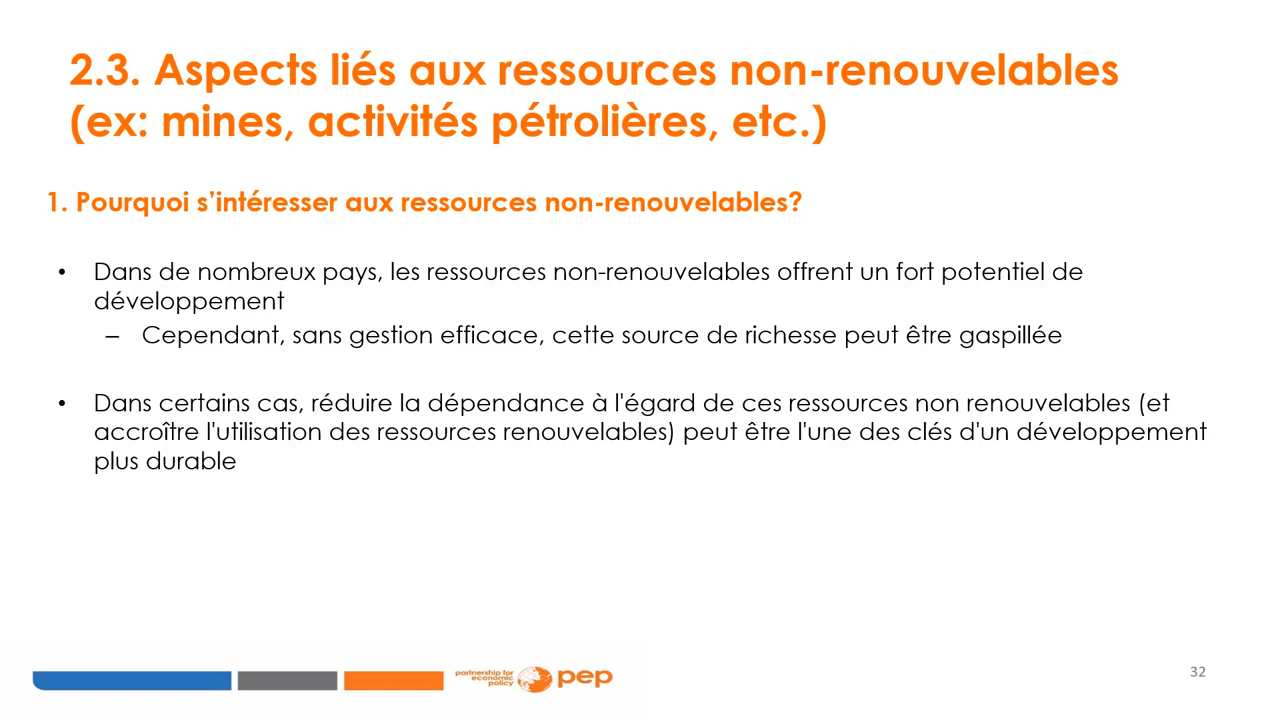 2.3. Aspects liés aux ressources non-renouvelables
(ex: mines, activités pétrolières, etc.)
1. Pourquoi s’intéresser aux ressources non-renouvelables?
• Dans de nombreux pays, les ressources non-renouvelables offrent un fort potentiel de
développement
– Cependant, sans gestion efficace, cette source de richesse peut être gaspillée
• Dans certains cas, réduire la dépendance à l'égard de ces ressources non renouvelables (et
accroître l'utilisation des ressources renouvelables) peut être l'une des clés d'un développement
plus durable
partnership for
economic
policy
pep
32